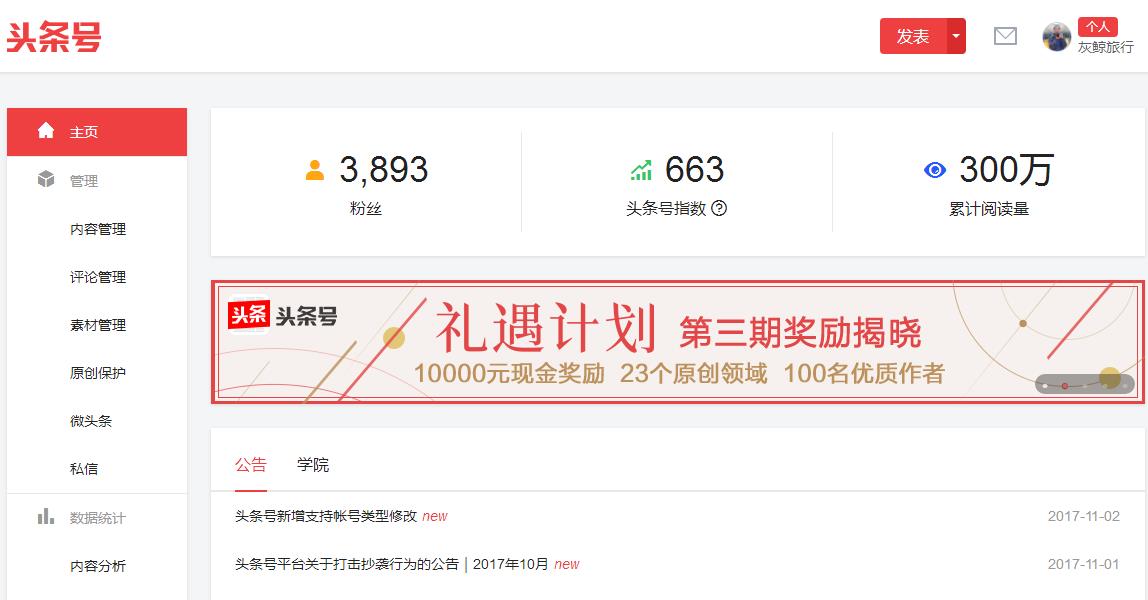 头条号
发表
个人
灰鲸旅行
主页
管理
内容管理
评论管理
素材管理
原创保护
微头条
私信
数据统计
内容分析
3,893
粉丝
663
头条号指数
300万
累计阅读量
头条 头条号
礼遇计划 第三期奖励揭晓
10000元现金奖励 23个原创领域 100名优质作者
公告 学院
头条号新增支持帐号类型修改 new 2017-11-02
头条号平台关于打击抄袭行为的公告 | 2017年10月 new 2017-11-01